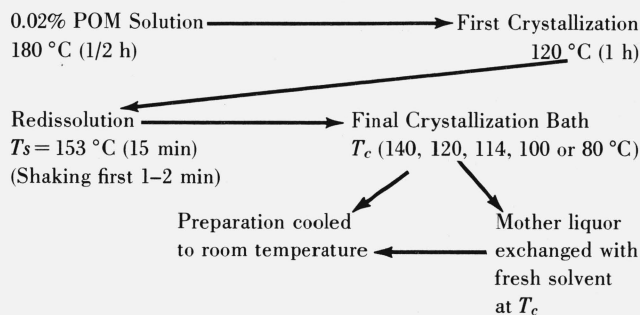 0.02% POM Solution
First Crystallization
180 °C (1/2 h)
120 °C (1 h)
Redissolution
Final Crystallization Bath
Ts = 153 °C (15 min)
Tc (140, 120, 114, 100 or 80 °C)
(Shaking first 1–2 min)
Preparation cooled
to room temperature
Mother liquor
exchanged with
fresh solvent
at Tc